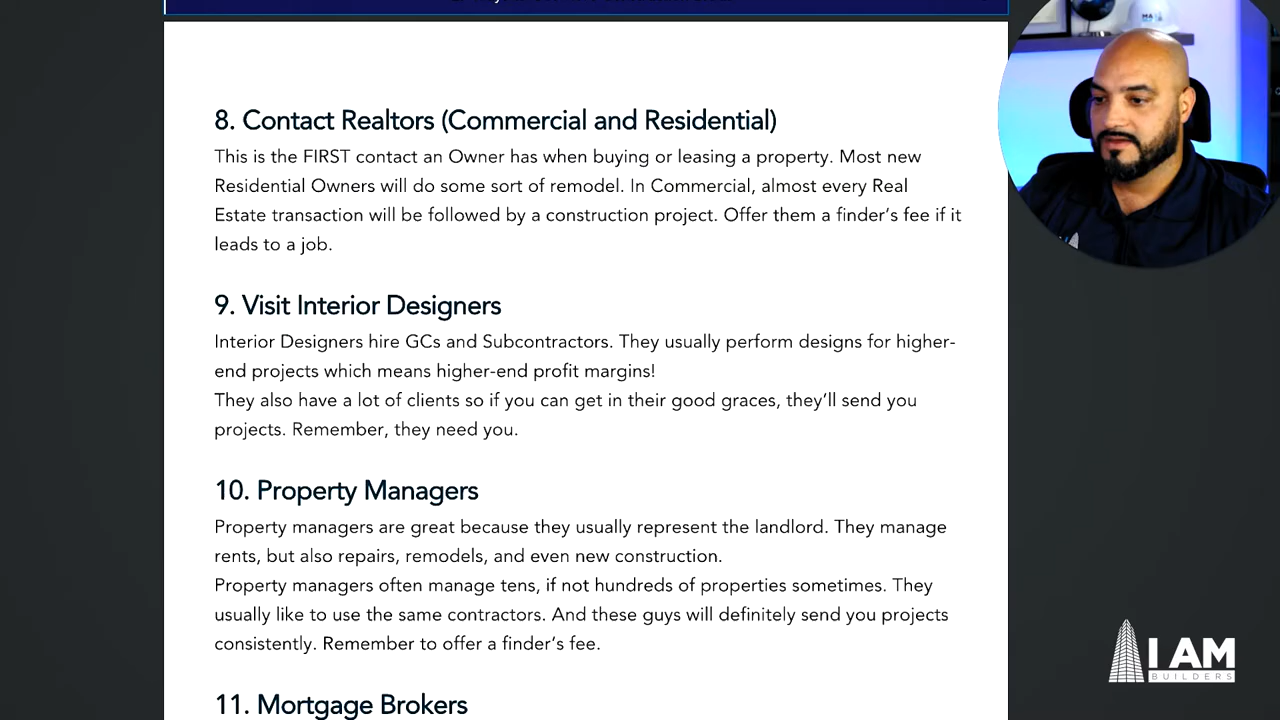 8. Contact Realtors (Commercial and Residential)
This is the FIRST contact an Owner has when buying or leasing a property. Most new
Residential Owners will do some sort of remodel. In Commercial, almost every Real
Estate transaction will be followed by a construction project. Offer them a finder's fee if it
leads to a job.
9. Visit Interior Designers
Interior Designers hire GCs and Subcontractors. They usually perform designs for higher-
end projects which means higher-end profit margins!
They also have a lot of clients so if you can get in their good graces, they'll send you
projects. Remember, they need you.
10. Property Managers
Property managers are great because they usually represent the landlord. They manage
rents, but also repairs, remodels, and even new construction.
Property managers often manage tens, if not hundreds of properties sometimes. They
usually like to use the same contractors. And these guys will definitely send you projects
consistently. Remember to offer a finder's fee.
11. Mortgage Brokers
I AM
BUILDERS